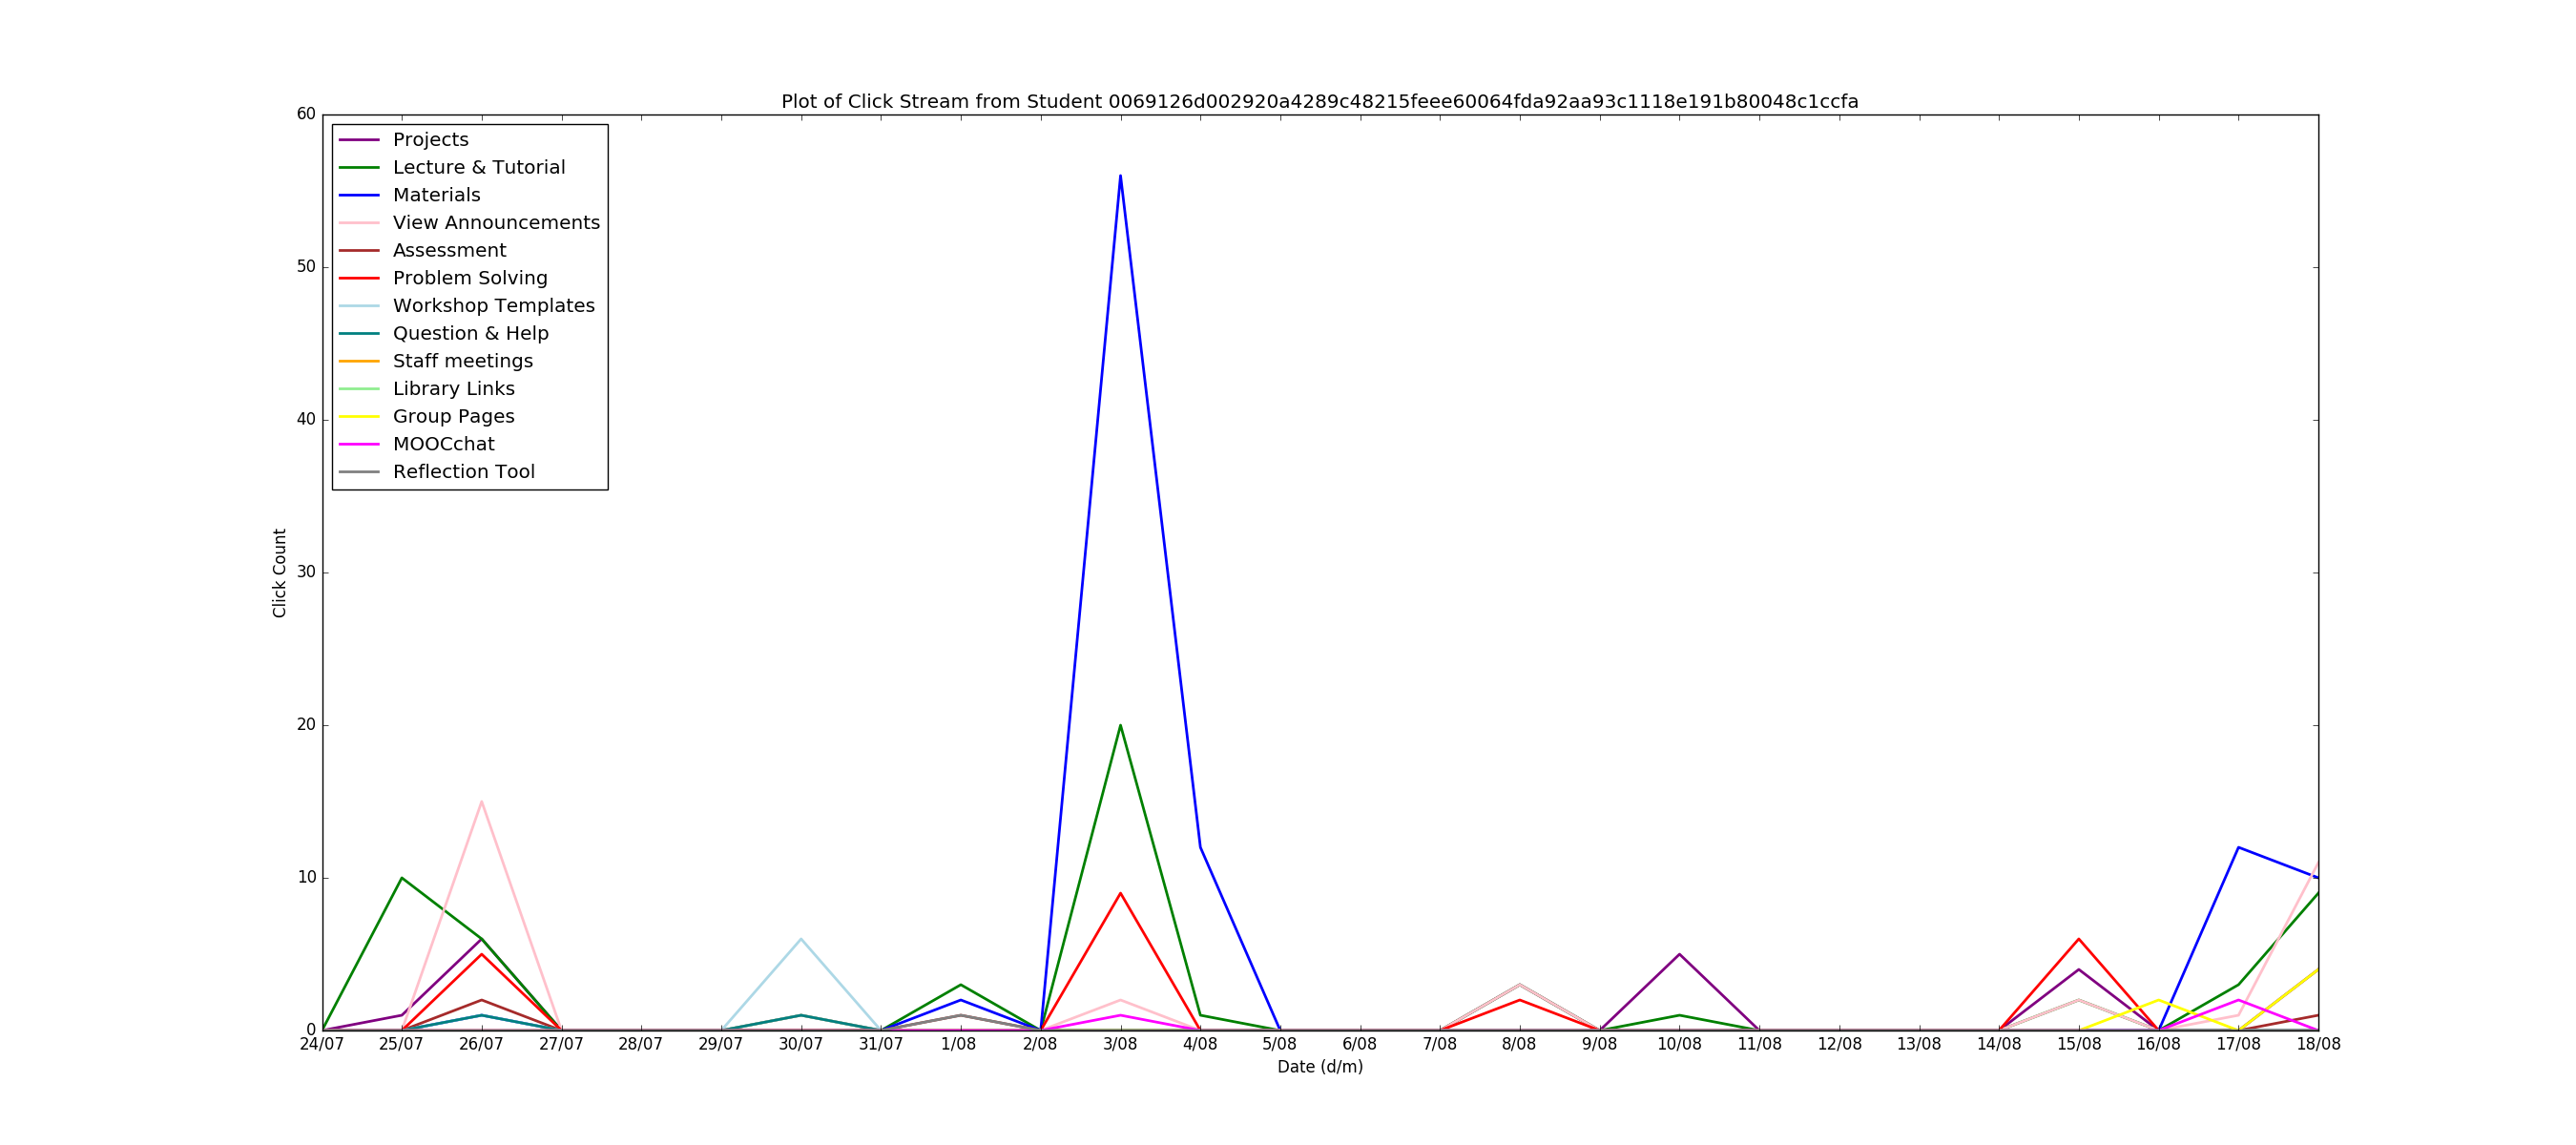 Plot of Click Stream from Student 0069126d002920a4289c48215feee60064fda92aa93c1118e191b80048c1ccfa
60
50
40
30
20
10
0
Click Count
Projects
Lecture & Tutorial
Materials
View Announcements
Assessment
Problem Solving
Workshop Templates
Question & Help
Staff meetings
Library Links
Group Pages
MOOCchat
Reflection Tool
24/07 25/07 26/07 27/07 28/07 29/07 30/07 31/07 1/08 2/08 3/08 4/08 5/08 6/08 7/08 8/08 9/08 10/08 11/08 12/08 13/08 14/08 15/08 16/08 17/08 18/08
Date (d/m)